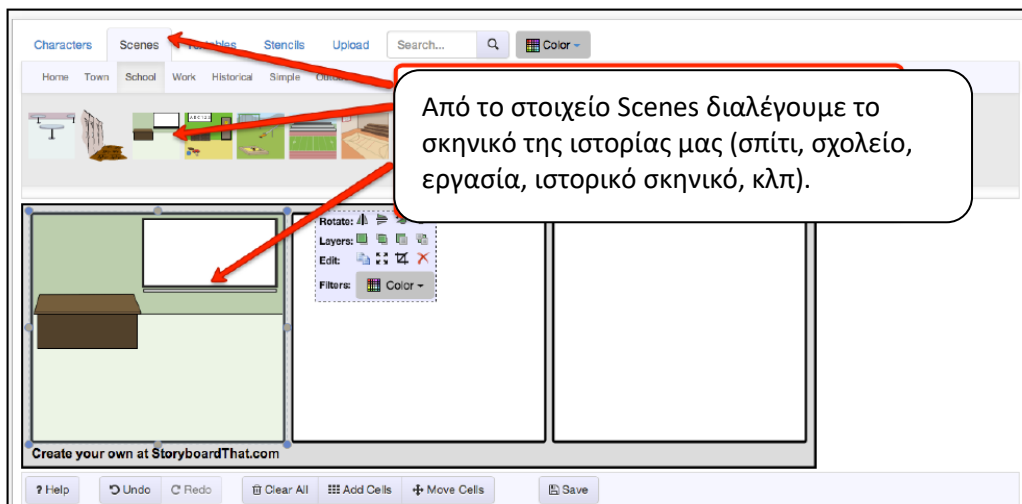 Characters Scenes Stencils Upload Search... Color
Home Town School Work Historical Simple
Από το στοιχείο Scenes διαλέγουμε το
σκηνικό της ιστορίας μας (σπίτι, σχολείο,
εργασία, ιστορικό σκηνικό, κλπ).
ABC123
Rotate:
Layers:
Edit:
Filters: Color
Create your own at StoryboardThat.com
? Help Undo Redo Clear All Add Cells Move Cells Save